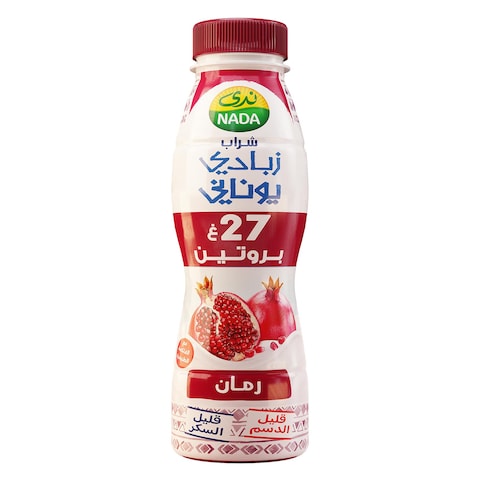 ندى
NADA
شراب
زبادي
يوناني
27 غ
بروتين
رمان
قليل
الدسم
قليل
السكر